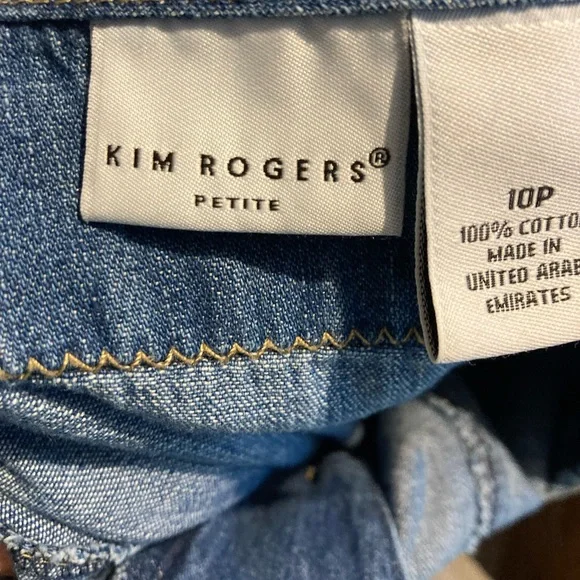 KIM ROGERS®
PETITE
10P
100% COTTO
MADE IN
UNITED ARAB
EMIRATES